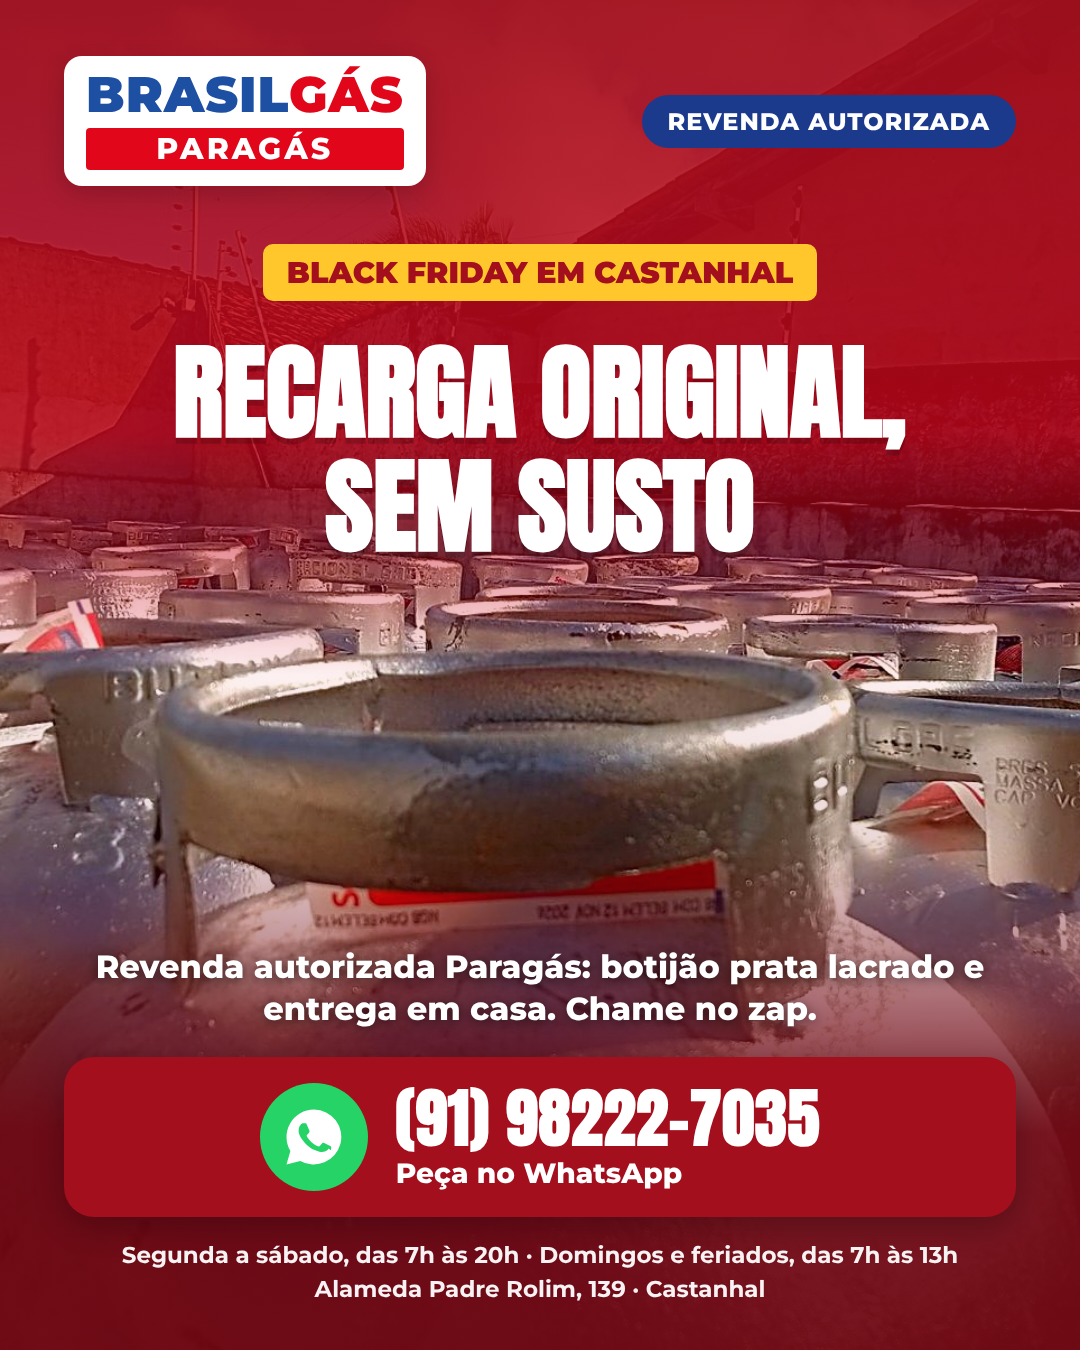 BRASILGÁS
PARAGÁS
REVENDA AUTORIZADA
BLACK FRIDAY EM CASTANHAL
RECARGA ORIGINAL,
SEM SUSTO
Revenda autorizada Paragás: botijão prata lacrado e
entrega em casa. Chame no zap.
(91) 98222-7035
Peça no WhatsApp
Segunda a sábado, das 7h às 20h · Domingos e feriados, das 7h às 13h
Alameda Padre Rolim, 139 · Castanhal